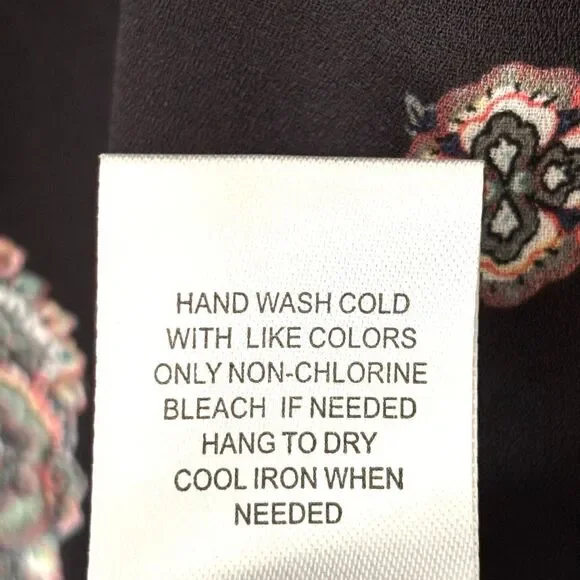 HAND WASH COLD
WITH LIKE COLORS
ONLY NON-CHLORINE
BLEACH IF NEEDED
HANG TO DRY
COOL IRON WHEN
NEEDED